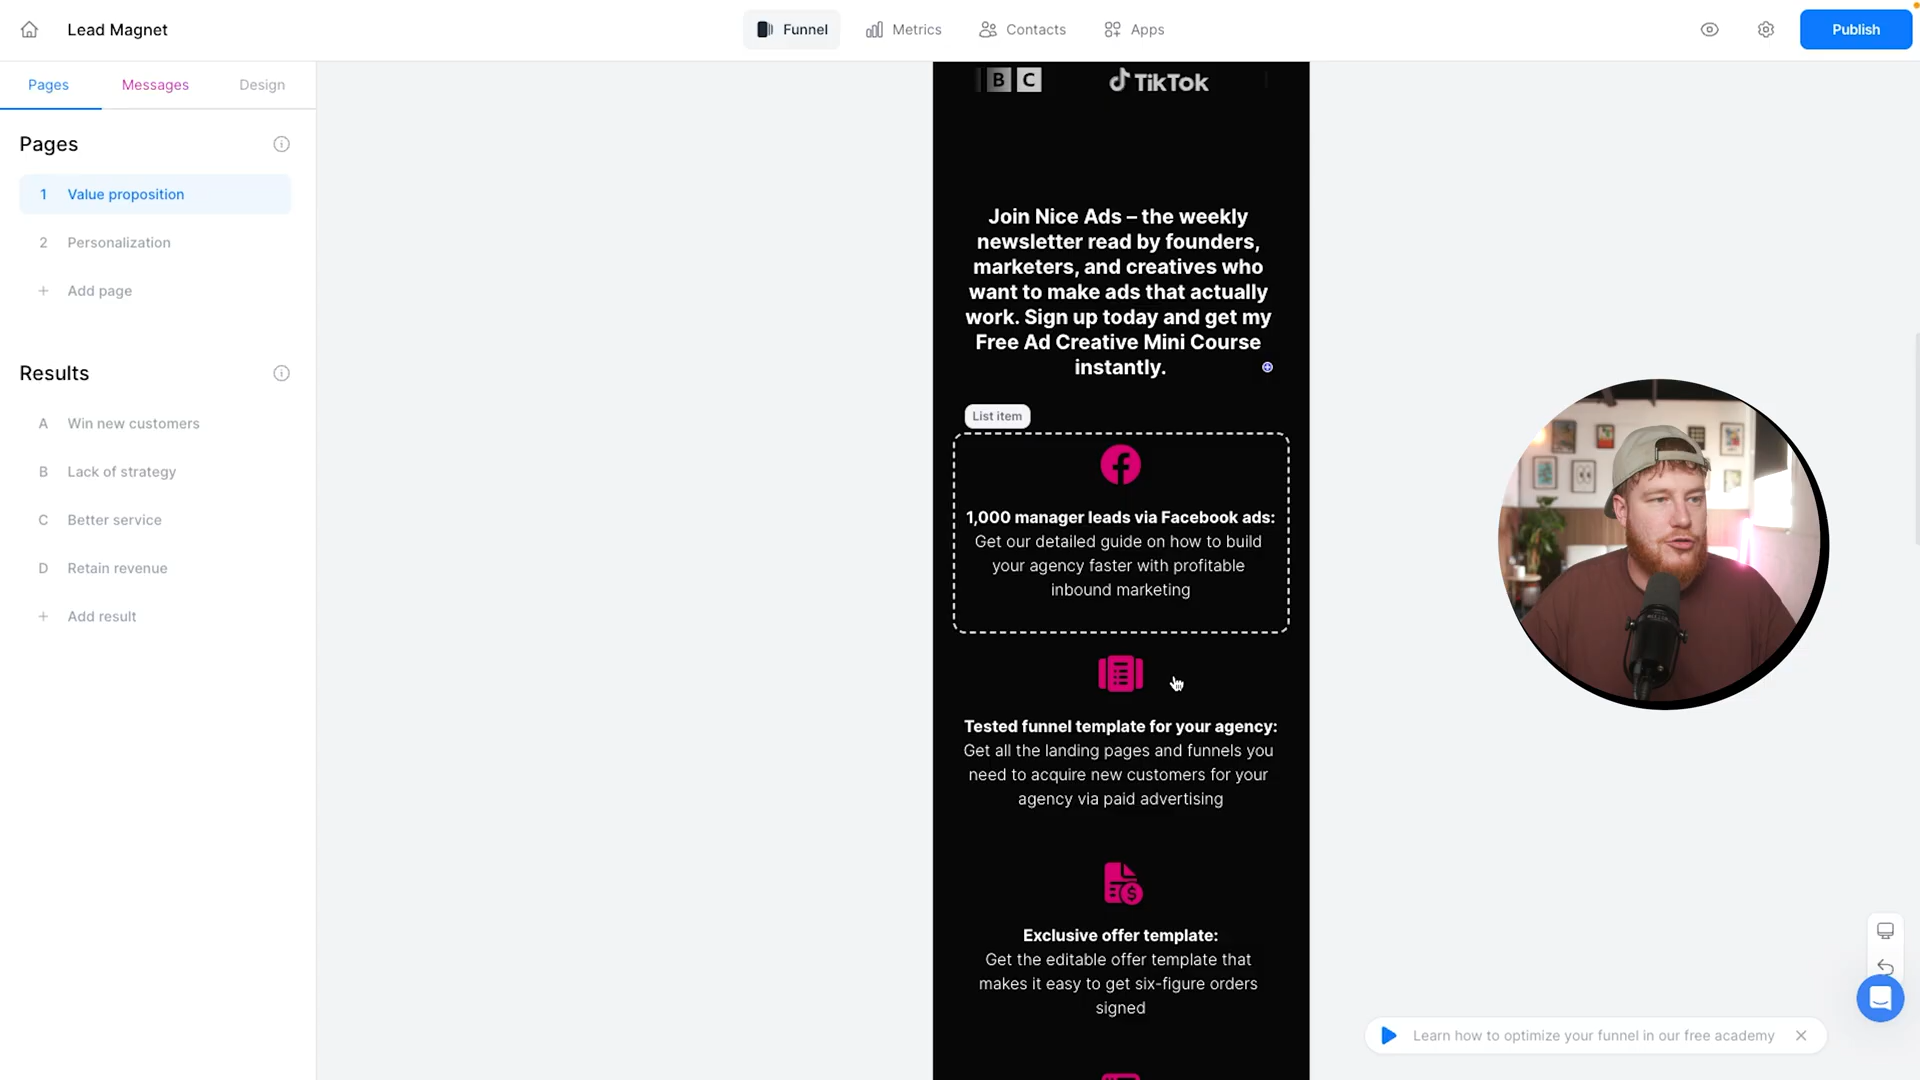 Lead Magnet
Funnel
Metrics
Contacts
Apps
Publish
Pages
Messages
Design
Pages
1 Value proposition
2 Personalization
+ Add page
Results
A Win new customers
B Lack of strategy
C Better service
D Retain revenue
+ Add result
B C
TikTok
Join Nice Ads – the weekly
newsletter read by founders,
marketers, and creatives who
want to make ads that actually
work. Sign up today and get my
Free Ad Creative Mini Course
instantly.
List item
1,000 manager leads via Facebook ads:
Get our detailed guide on how to build
your agency faster with profitable
inbound marketing
Tested funnel template for your agency:
Get all the landing pages and funnels you
need to acquire new customers for your
agency via paid advertising
Exclusive offer template:
Get the editable offer template that
makes it easy to get six-figure orders
signed
Learn how to optimize your funnel in our free academy